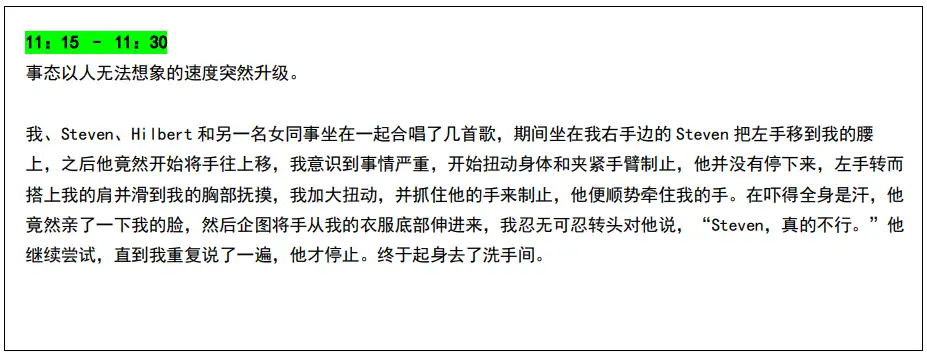 11：15 – 11：30
事态以人无法想象的速度突然升级。
我、Steven、Hilbert 和另一名女同事坐在一起合唱了几首歌，期间坐在我右手边的 Steven 把左手移到我的腰
上，之后他竟然开始将手往上移，我意识到事情严重，开始扭动身体和夹紧手臂制止，他并没有停下来，左手转而
搭上我的肩并滑到我的胸部抚摸，我加大扭动，并抓住他的手来制止，他便顺势牵住我的手。在吓得全身是汗，他
竟然亲了一下我的脸，然后企图将手从我的衣服底部伸进来，我忍无可忍转头对他说，“Steven，真的不行。”他
继续尝试，直到我重复说了一遍，他才停止。终于起身去了洗手间。